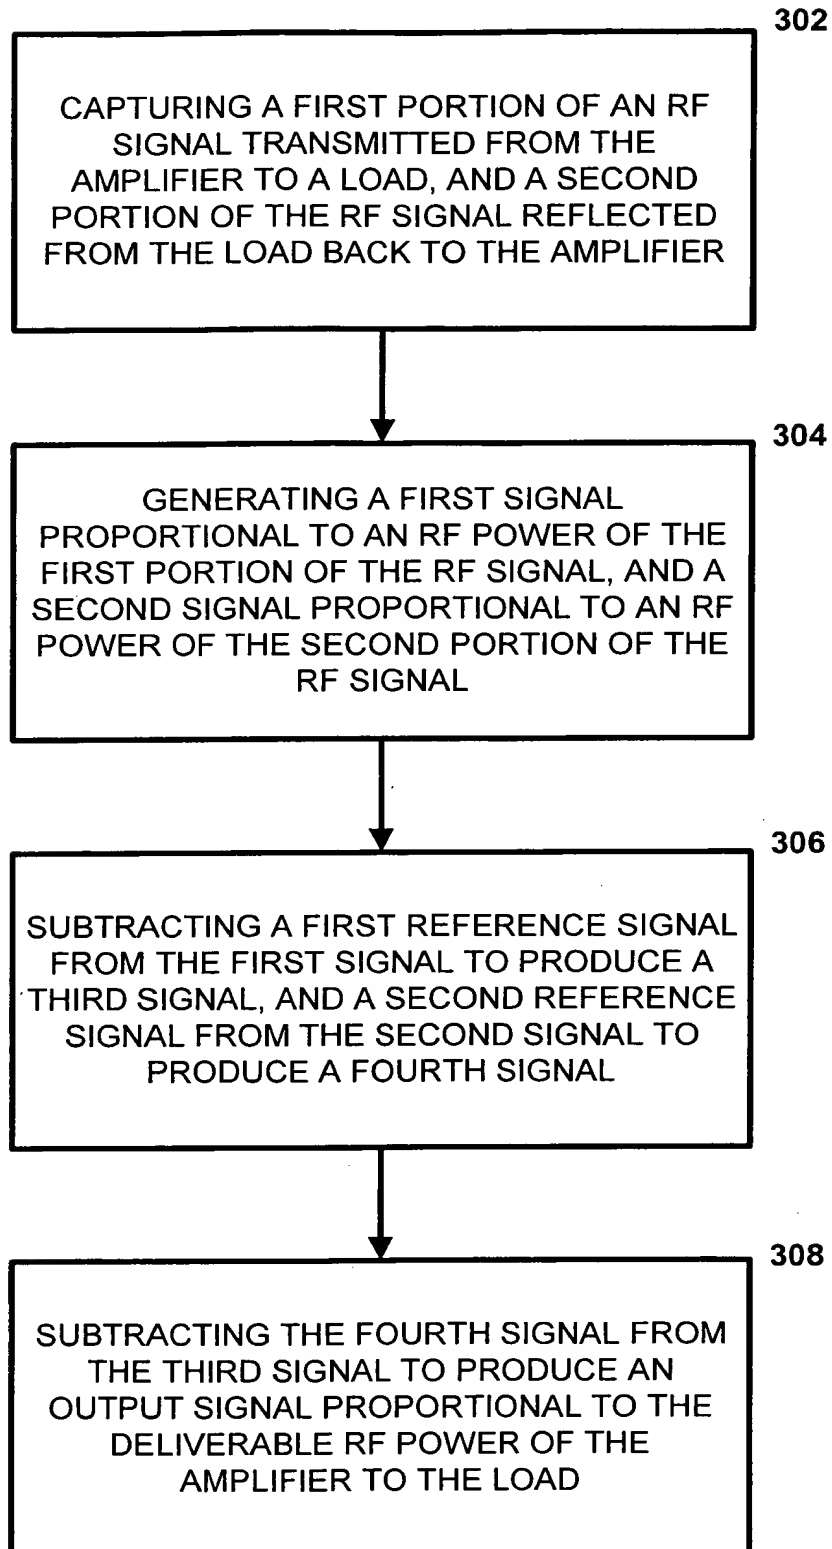 302
CAPTURING A FIRST PORTION OF AN RF
SIGNAL TRANSMITTED FROM THE
AMPLIFIER TO A LOAD, AND A SECOND
PORTION OF THE RF SIGNAL REFLECTED
FROM THE LOAD BACK TO THE AMPLIFIER
304
GENERATING A FIRST SIGNAL
PROPORTIONAL TO AN RF POWER OF THE
FIRST PORTION OF THE RF SIGNAL, AND A
SECOND SIGNAL PROPORTIONAL TO AN RF
POWER OF THE SECOND PORTION OF THE
RF SIGNAL
306
SUBTRACTING A FIRST REFERENCE SIGNAL
FROM THE FIRST SIGNAL TO PRODUCE A
THIRD SIGNAL, AND A SECOND REFERENCE
SIGNAL FROM THE SECOND SIGNAL TO
PRODUCE A FOURTH SIGNAL
308
SUBTRACTING THE FOURTH SIGNAL FROM
THE THIRD SIGNAL TO PRODUCE AN
OUTPUT SIGNAL PROPORTIONAL TO THE
DELIVERABLE RF POWER OF THE
AMPLIFIER TO THE LOAD